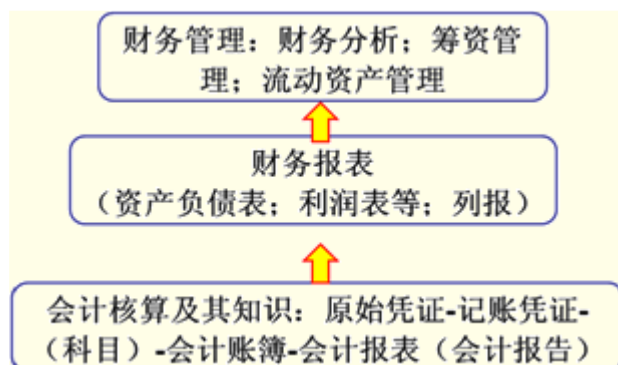 财务管理：财务分析；筹资管
理；流动资产管理
财务报表
（资产负债表；利润表等；列报）
会计核算及其知识：原始凭证-记账凭证-
（科目）-会计账簿-会计报表（会计报告）